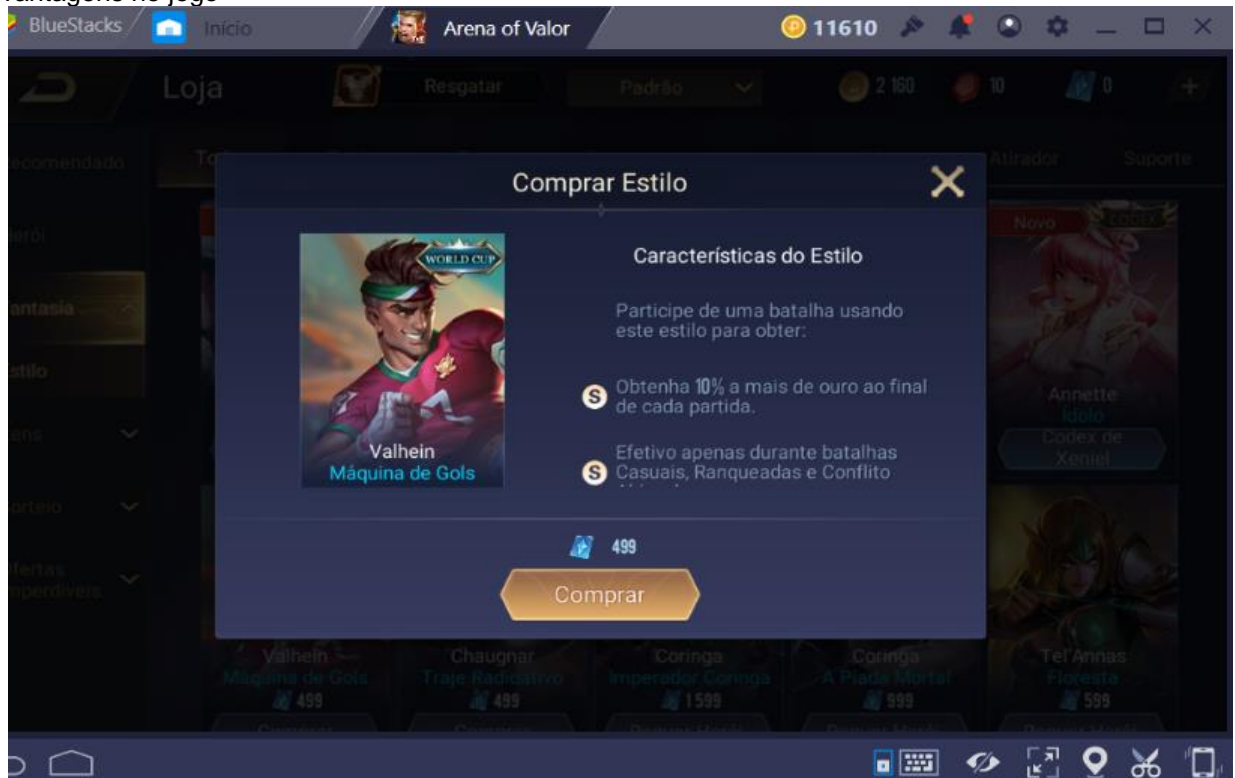 vantagens no jogo
BlueStacks
Início
Arena of Valor
11610
Loja
Resgatar
Padrão
2 160
10
0
Recomendado
Atirador
Suporte
Comprar Estilo
Novo
CODEX
WORLD CUP
Características do Estilo
Participe de uma batalha usando
este estilo para obter:
S Obtenha 10% a mais de ouro ao final
de cada partida.
Efetivo apenas durante batalhas
S Casuais, Ranqueadas e Conflito
Valhein
Máquina de Gols
Annette
Ídolo
Codex de
Xeniel
499
Comprar
Valhein
Máquina de Gols
499
Chaugnar
Traje Radioativo
499
Coringa
Imperador Coringa
1599
Coringa
A Piada Mortal
999
Tel'Annas
Floresta
599